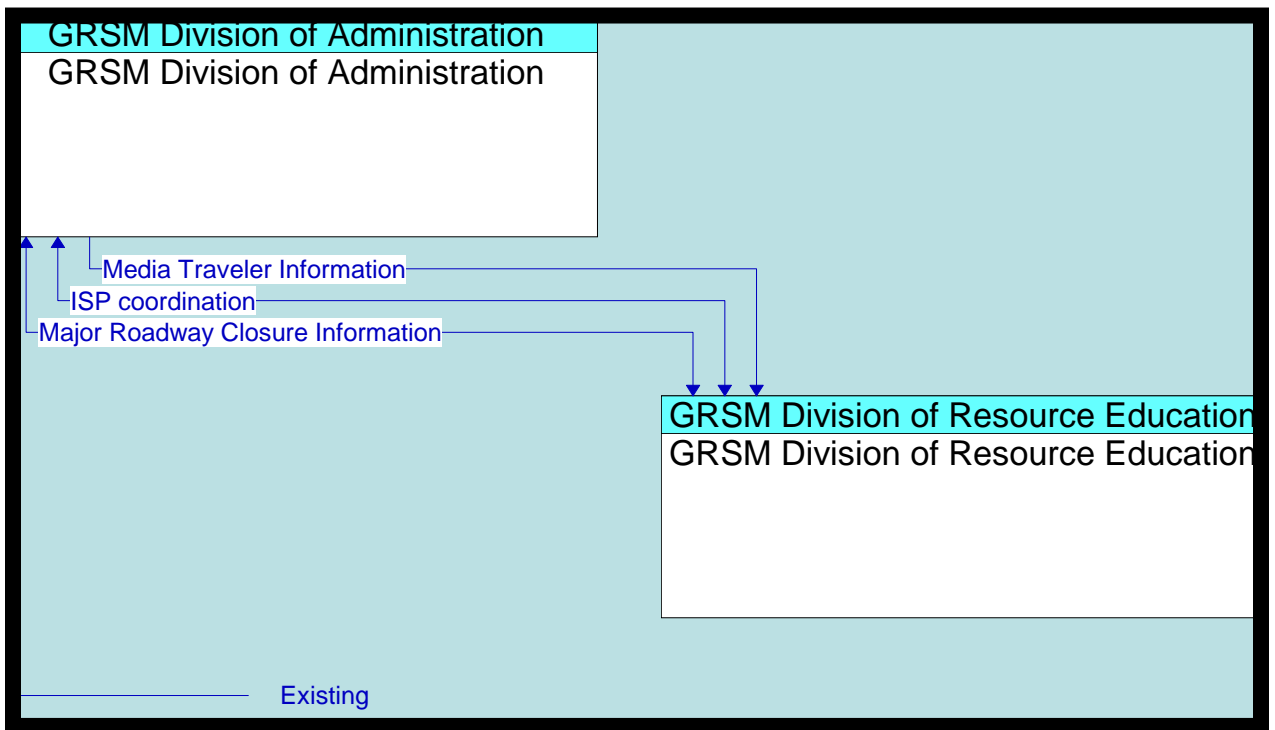 GRSM Division of Administration
GRSM Division of Administration
Media Traveler Information
ISP coordination
Major Roadway Closure Information
GRSM Division of Resource Education
GRSM Division of Resource Education
Existing